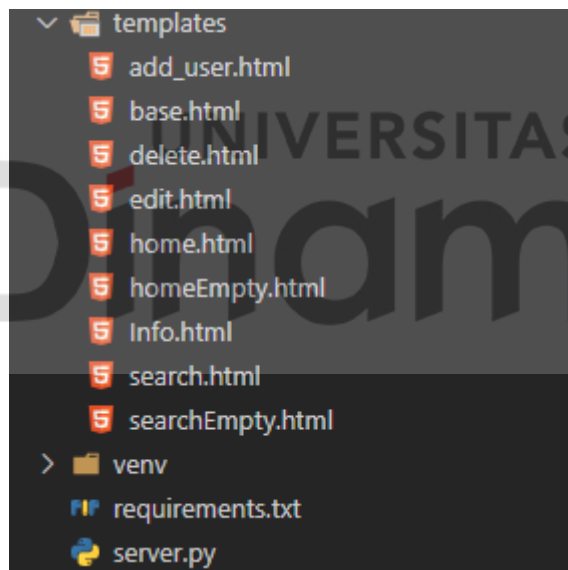 templates
add_user.html
base.html
UNIVERSITAS
delete.html
edit.html
Dinam
home.html
homeEmpty.html
Info.html
search.html
searchEmpty.html
venv
requirements.txt
server.py